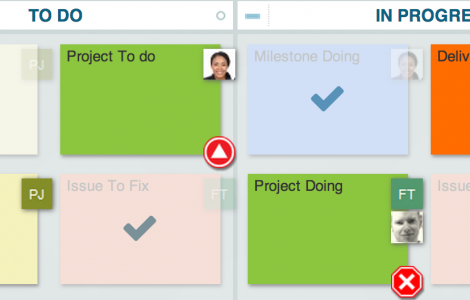 TO DO
IN PROGRE
PJ
Project To do
Milestone Doing
Deliv
PJ
Issue To Fix
FT
Project Doing
FT
Issue